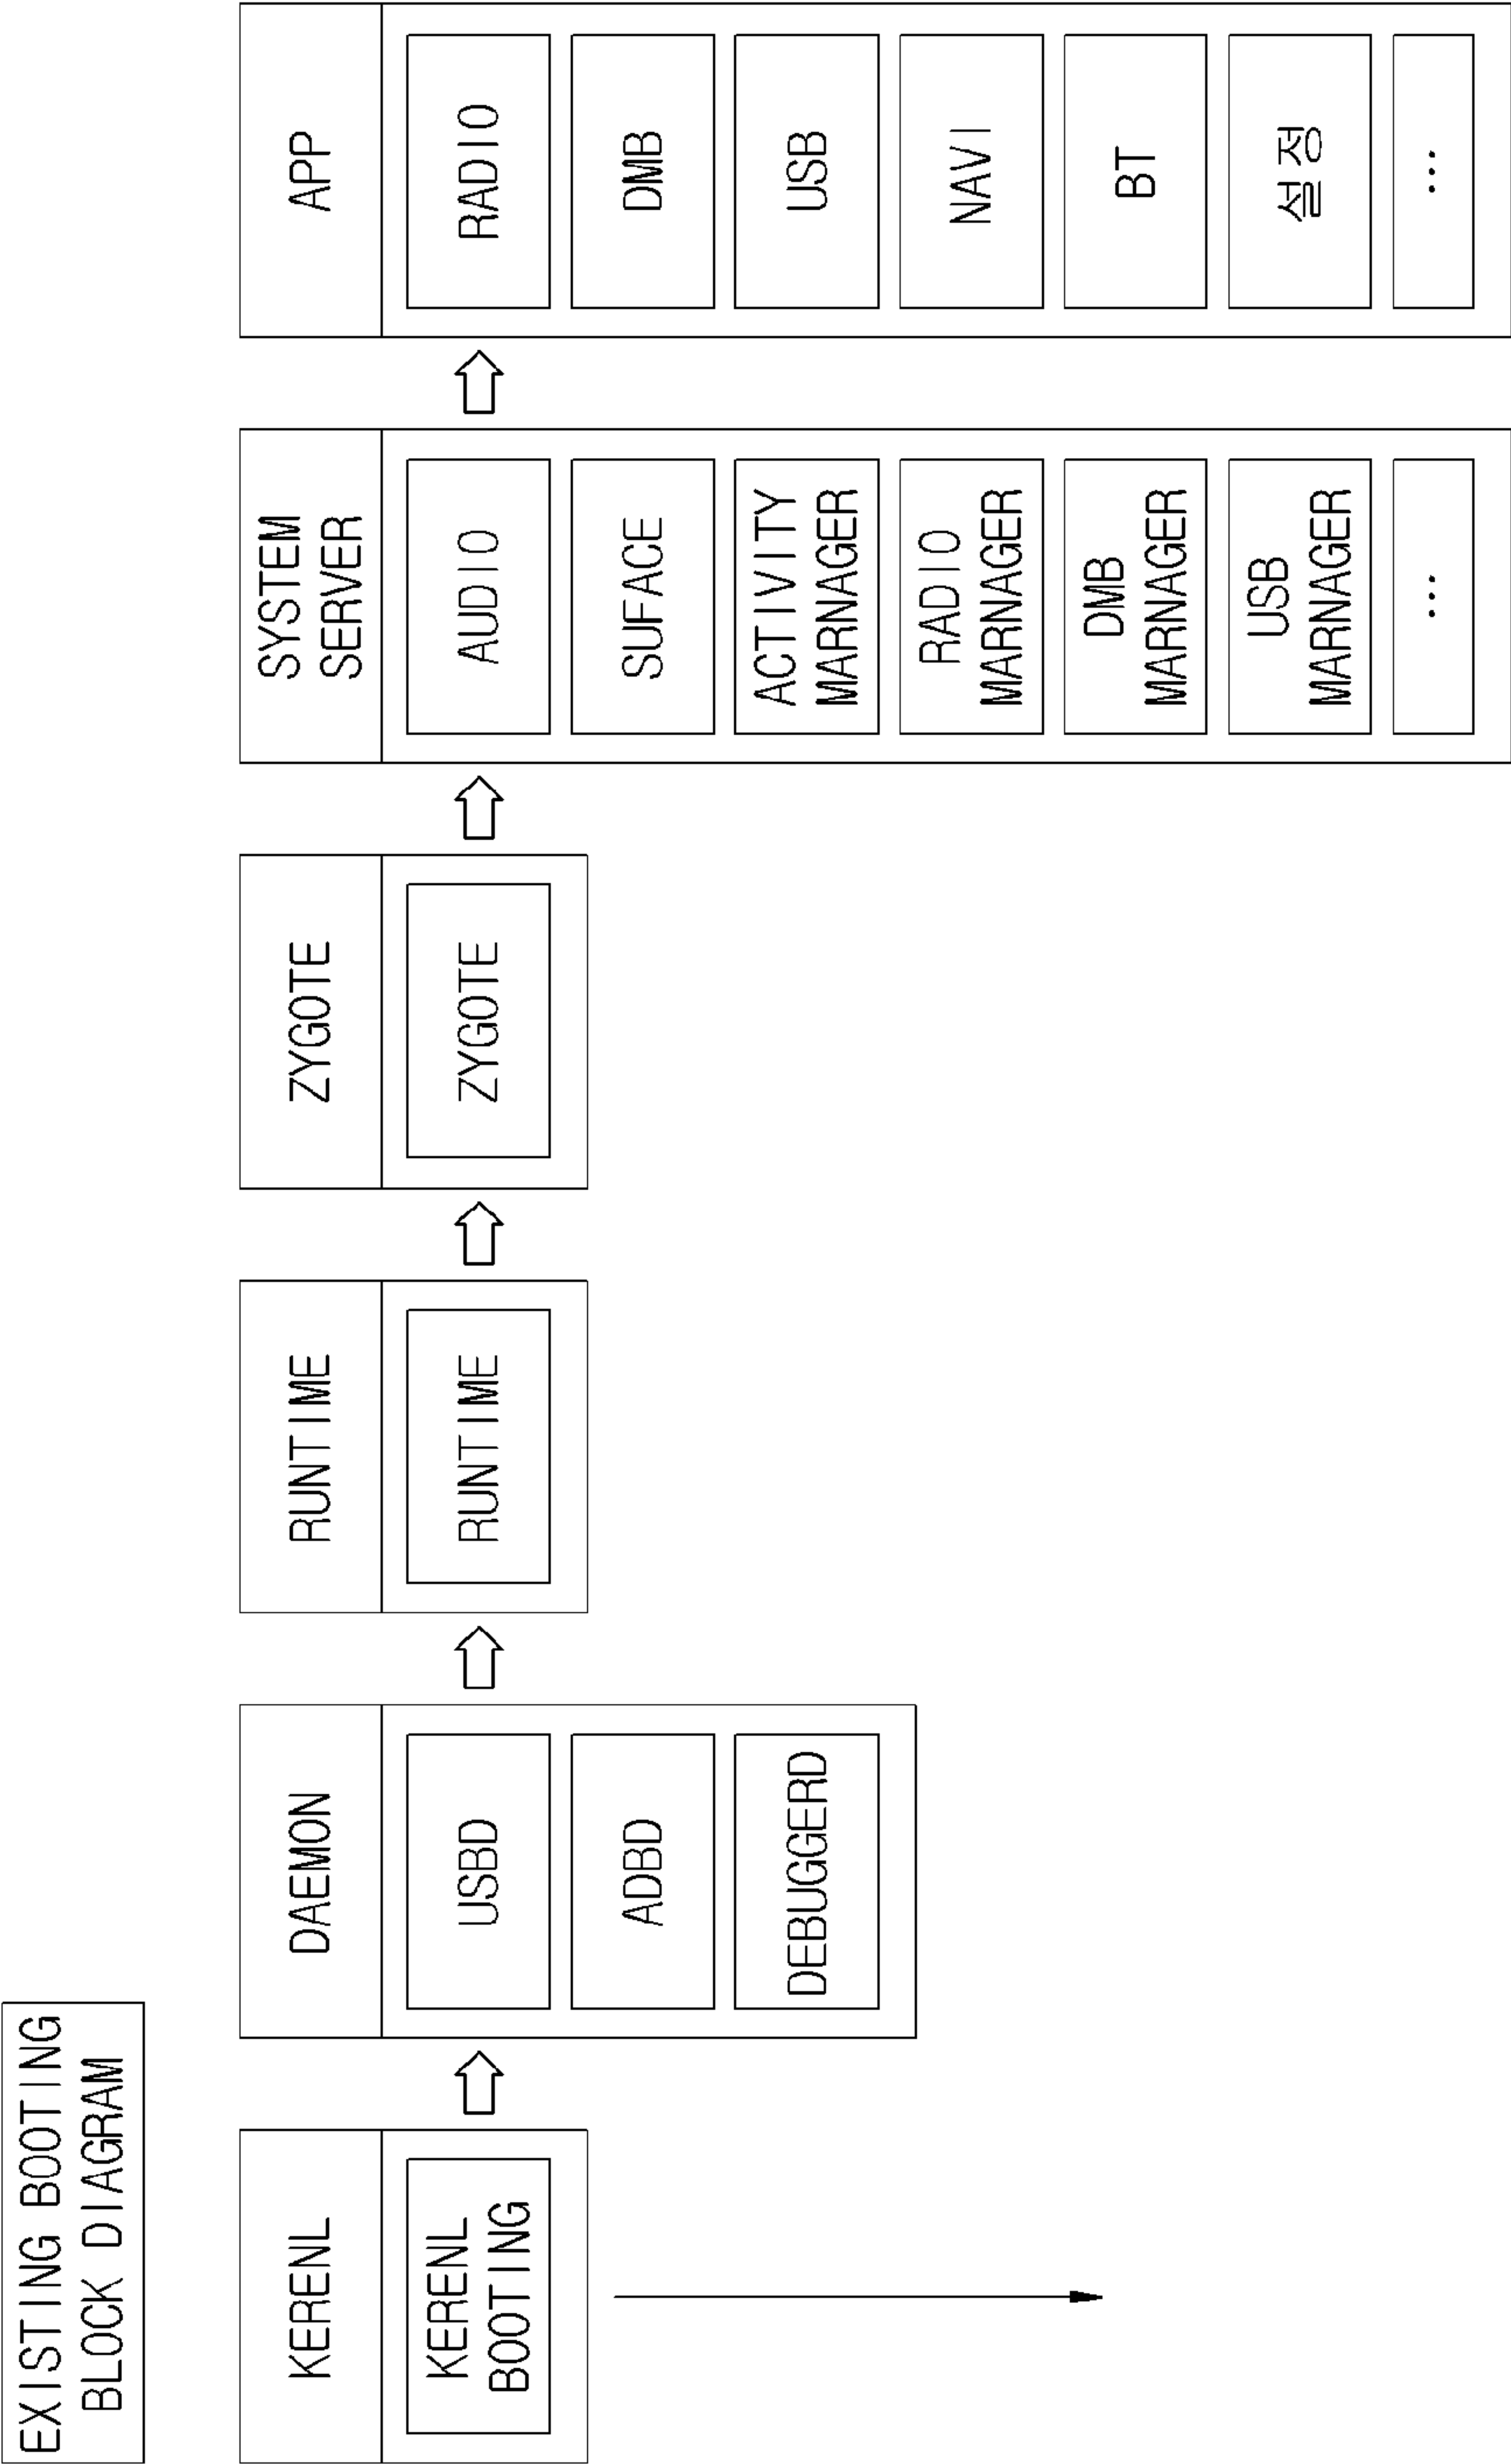 EXISTING BOOTING
BLOCK DIAGRAM
KERENL
KERENL
BOOTING
DAEMON
USBD
ADBD
DEBUGGERD
RUNTIME
RUNTIME
ZYGOTE
ZYGOTE
SYSTEM
SERVER
AUDIO
SUFACE
ACTIVITY
MARNAGER
RADIO
MARNAGER
DMB
MARNAGER
USB
MARNAGER
...
APP
RADIO
DMB
USB
NAVI
BT
설정
...